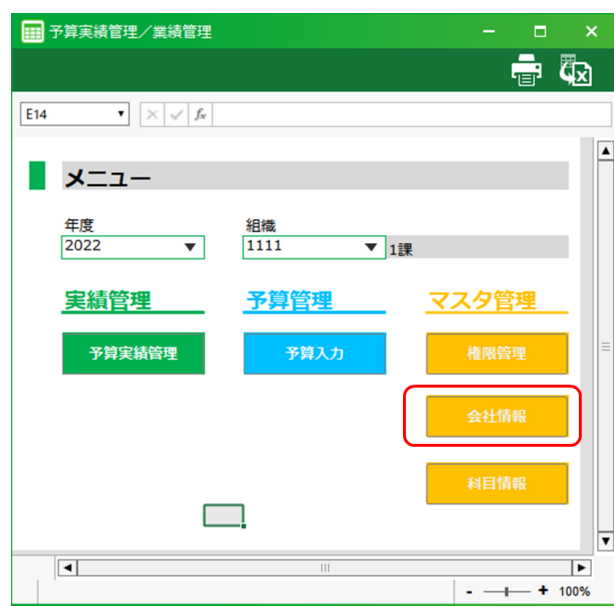 予算実績管理／業績管理
E14
fx
メニュー
年度
組織
2022
1111
1課
実績管理
予算管理
マスタ管理
予算実績管理
予算入力
権限管理
会社情報
科目情報
- + 100%